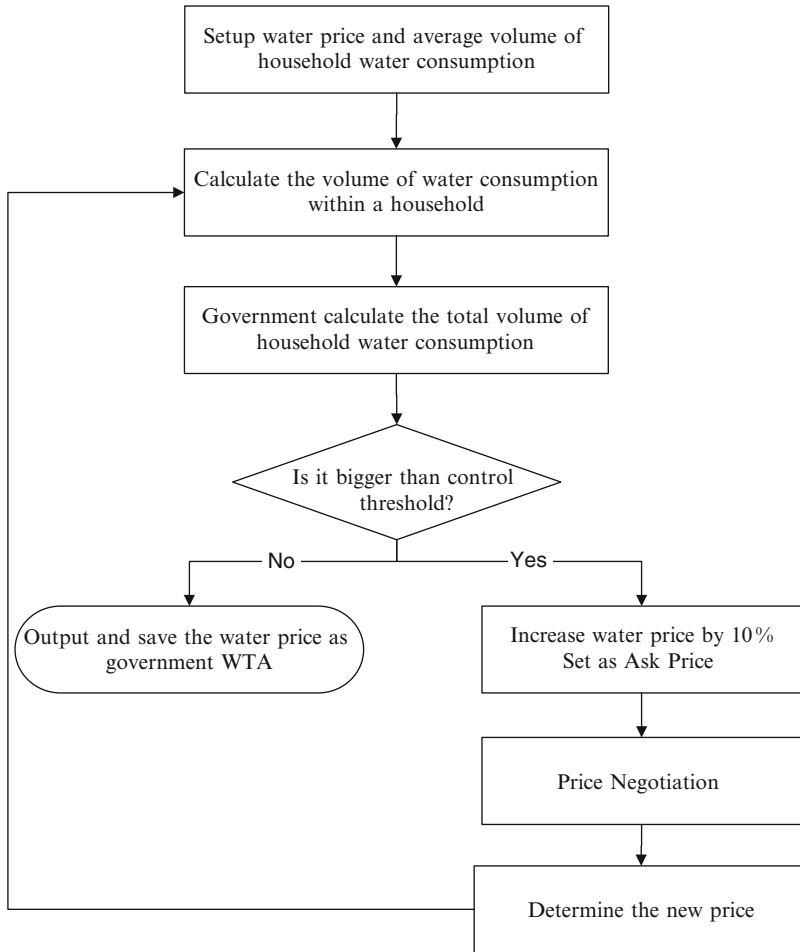 Setup water price and average volume of
household water consumption
Calculate the volume of water consumption
within a household
Government calculate the total volume of
household water consumption
Is it bigger than control
threshold?
No
Yes
Output and save the water price as
government WTA
Increase water price by 10%
Set as Ask Price
Price Negotiation
Determine the new price